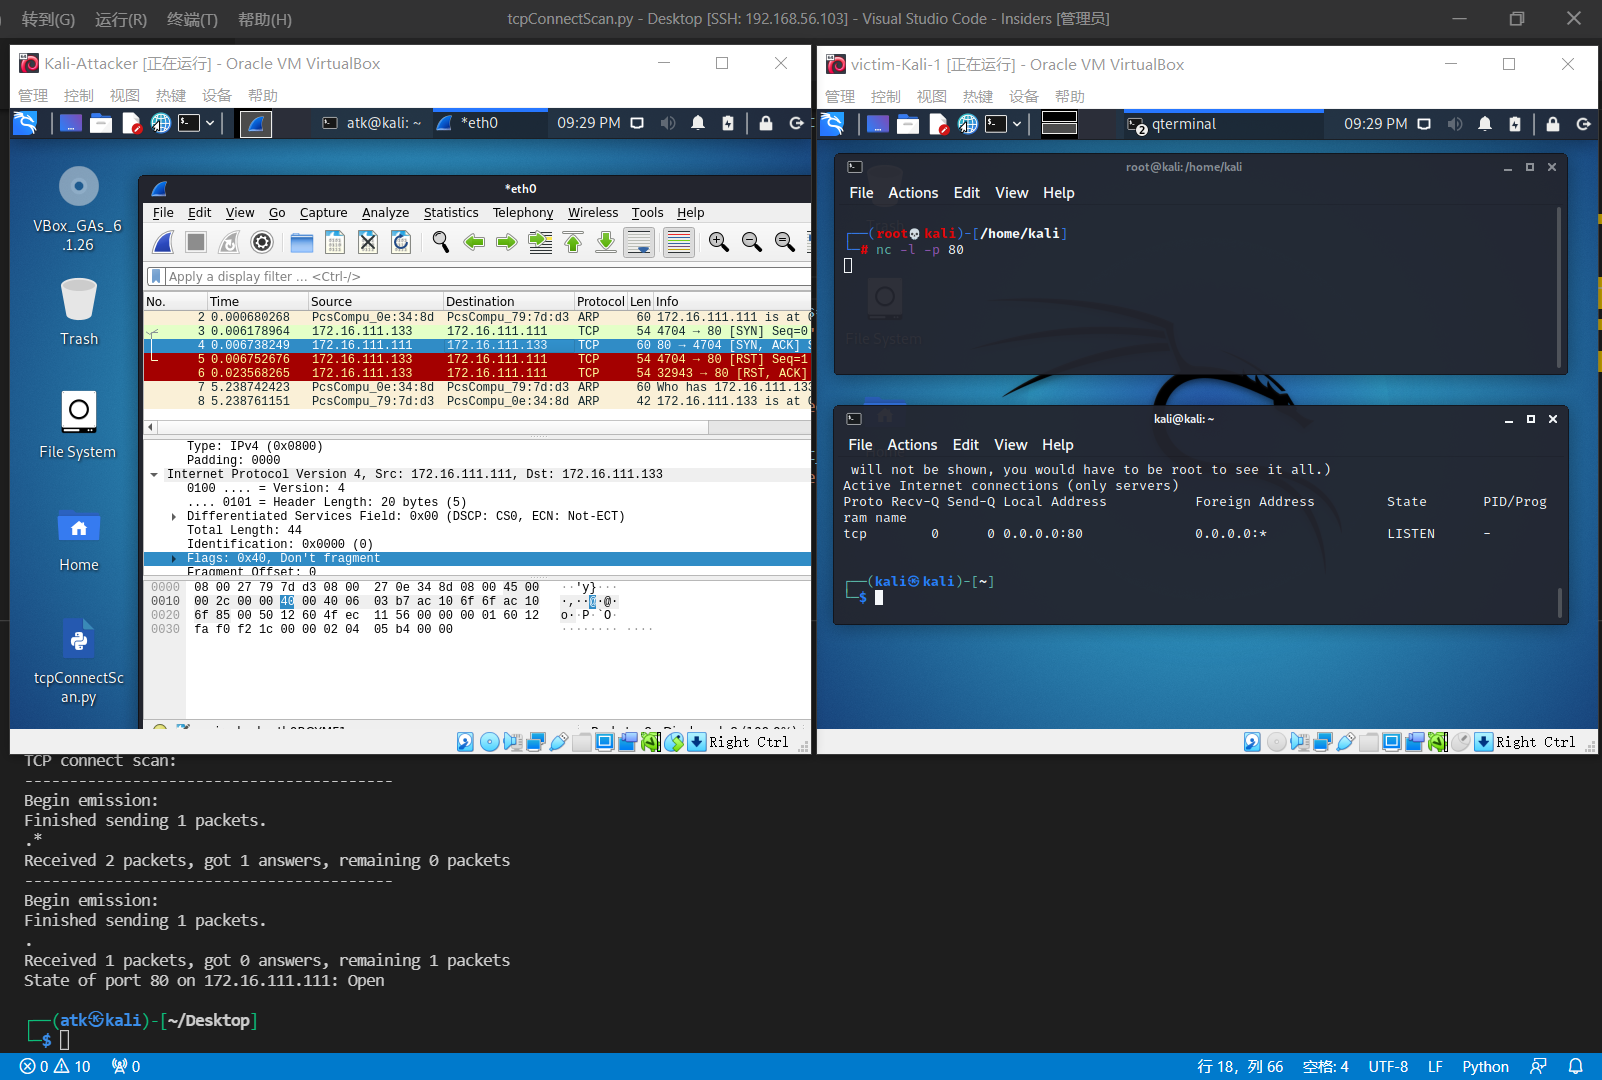 转到(G) 运行(R) 终端(T) 帮助(H) tcpConnectScan.py - Desktop [SSH: 192.168.56.103] - Visual Studio Code - Insiders [管理员]
Kali-Attacker [正在运行] - Oracle VM VirtualBox
管理 控制 视图 热键 设备 帮助
atk@kali: ~ *eth0 09:29 PM
VBox_GAs_6
.1.26
Trash
File System
Home
tcpConnectSc
an.py
*eth0
File Edit View Go Capture Analyze Statistics Telephony Wireless Tools Help
Apply a display filter ... <Ctrl-/>
No. Time Source Destination Protocol Len Info
2 0.000680268 PcsCompu_0e:34:8d PcsCompu_79:7d:d3 ARP 60 172.16.111.111 is at
3 0.006178964 172.16.111.133 172.16.111.111 TCP 54 4704 → 80 [SYN] Seq=0
4 0.006738249 172.16.111.111 172.16.111.133 TCP 60 80 → 4704 [SYN, ACK]
5 0.006752676 172.16.111.133 172.16.111.111 TCP 54 4704 → 80 [RST] Seq=1
6 0.023568265 172.16.111.133 172.16.111.111 TCP 54 32943 → 80 [RST, ACK]
7 5.238742423 PcsCompu_0e:34:8d PcsCompu_79:7d:d3 ARP 60 Who has 172.16.111.133
8 5.238761151 PcsCompu_79:7d:d3 PcsCompu_0e:34:8d ARP 42 172.16.111.133 is at
Type: IPv4 (0x0800)
Padding: 0000
Internet Protocol Version 4, Src: 172.16.111.111, Dst: 172.16.111.133
0100 .... = Version: 4
.... 0101 = Header Length: 20 bytes (5)
Differentiated Services Field: 0x00 (DSCP: CS0, ECN: Not-ECT)
Total Length: 44
Identification: 0x0000 (0)
Flags: 0x40, Don't fragment
Fragment Offset: 0
0000 08 00 27 79 7d d3 08 00 27 0e 34 8d 08 00 45 00 ··'y}···
0010 00 2c 00 00 40 00 40 06 03 b7 ac 10 6f 6f ac 10 ·,··@·@·
0020 6f 85 00 50 12 60 4f ec 11 56 00 00 00 01 60 12 o··P·`O·
0030 fa f0 f2 1c 00 00 02 04 05 b4 00 00 ········ ····
Right Ctrl
victim-Kali-1 [正在运行] - Oracle VM VirtualBox
管理 控制 视图 热键 设备 帮助
2 qterminal 09:29 PM
root@kali: /home/kali
File Actions Edit View Help
(root💀kali)-[/home/kali]
# nc -l -p 80
File System
kali@kali: ~
File Actions Edit View Help
will not be shown, you would have to be root to see it all.)
Active Internet connections (only servers)
Proto Recv-Q Send-Q Local Address Foreign Address State PID/Prog
ram name
tcp 0 0 0.0.0.0:80 0.0.0.0:* LISTEN -
(kali㉿kali)-[~]
$
Right Ctrl
TCP connect scan:
-----------------------------------------
Begin emission:
Finished sending 1 packets.
.*
Received 2 packets, got 1 answers, remaining 0 packets
-----------------------------------------
Begin emission:
Finished sending 1 packets.
.
Received 1 packets, got 0 answers, remaining 1 packets
State of port 80 on 172.16.111.111: Open
(atk㉿kali)-[~/Desktop]
$
0 10 0 行 18，列 66 空格: 4 UTF-8 LF Python